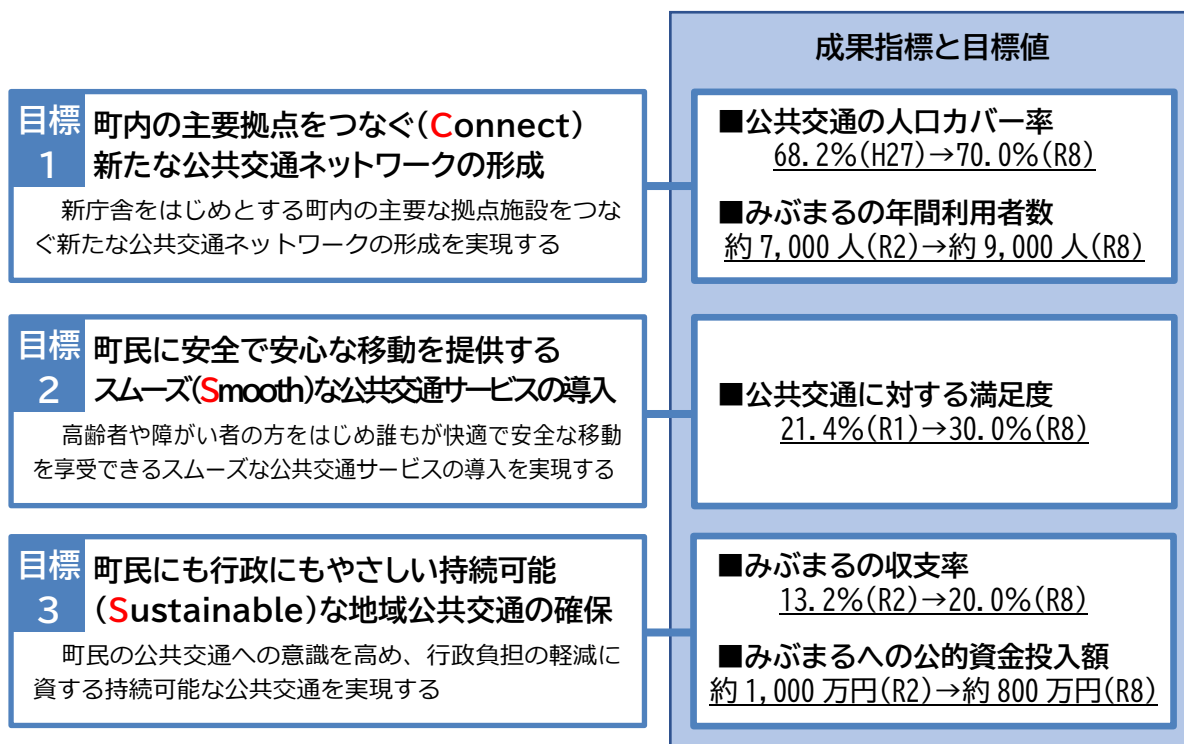 成果指標と目標値
目標
1
町内の主要拠点をつなぐ(Connect)
新たな公共交通ネットワークの形成
新庁舎をはじめとする町内の主要な拠点施設をつな
ぐ新たな公共交通ネットワークの形成を実現する
■公共交通の人口カバー率
68.2%(H27)→70.0%(R8)
■みぶまるの年間利用者数
約7,000人(R2)→約9,000人(R8)
目標
2
町民に安全で安心な移動を提供する
スムーズ(Smooth)な公共交通サービスの導入
高齢者や障がい者の方をはじめ誰もが快適で安全な移動
を享受できるスムーズな公共交通サービスの導入を実現する
■公共交通に対する満足度
21.4%(R1)→30.0%(R8)
目標
3
町民にも行政にもやさしい持続可能
(Sustainable)な地域公共交通の確保
町民の公共交通への意識を高め、行政負担の軽減に
資する持続可能な公共交通を実現する
■みぶまるの収支率
13.2%(R2)→20.0%(R8)
■みぶまるへの公的資金投入額
約1,000万円(R2)→約800万円(R8)